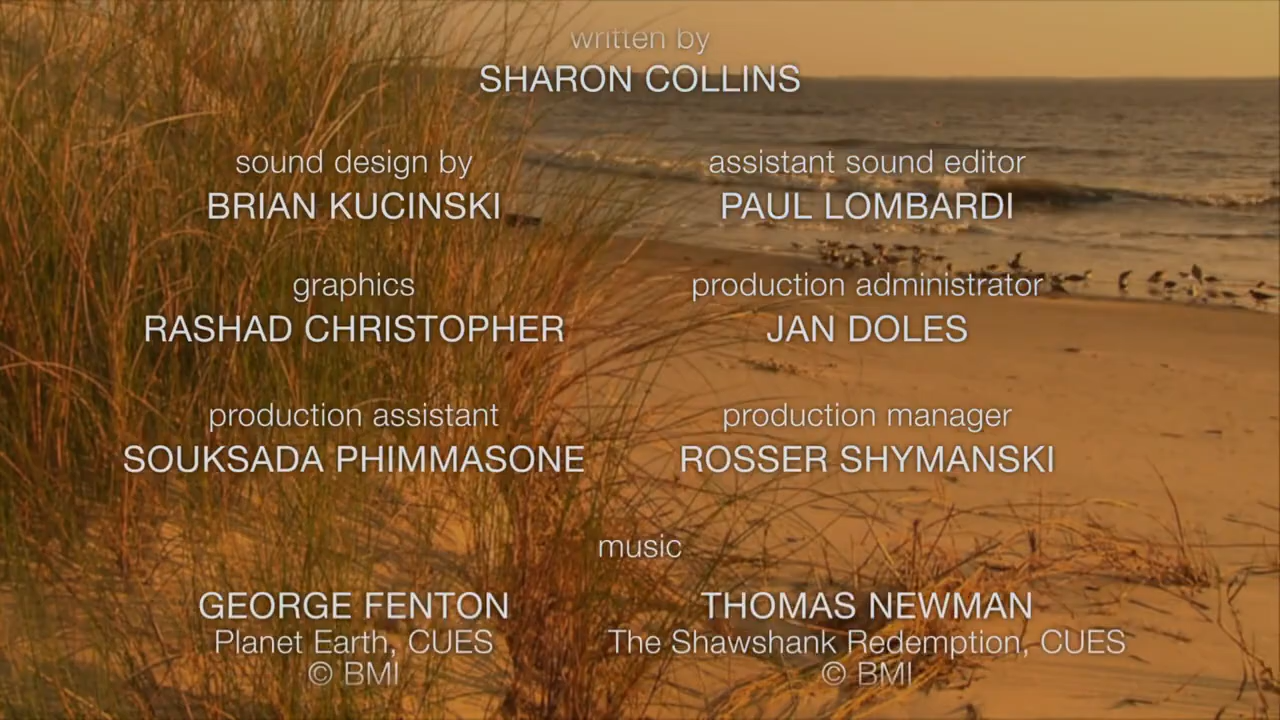 written by
SHARON COLLINS
sound design by
BRIAN KUCINSKI
assistant sound editor
PAUL LOMBARDI
graphics
RASHAD CHRISTOPHER
production administrator
JAN DOLES
production assistant
SOUKSADA PHIMMASONE
production manager
ROSSER SHYMANSKI
music
GEORGE FENTON
Planet Earth, CUES
© BMI
THOMAS NEWMAN
The Shawshank Redemption, CUES
© BMI